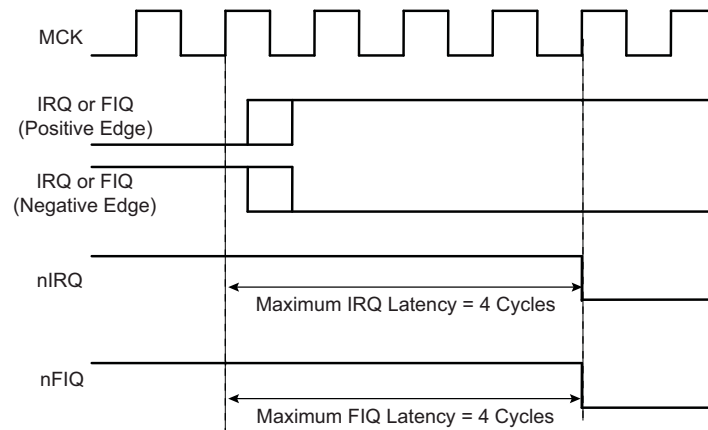 MCK
IRQ or FIQ
(Positive Edge)
IRQ or FIQ
(Negative Edge)
nIRQ
Maximum IRQ Latency = 4 Cycles
nFIQ
Maximum FIQ Latency = 4 Cycles